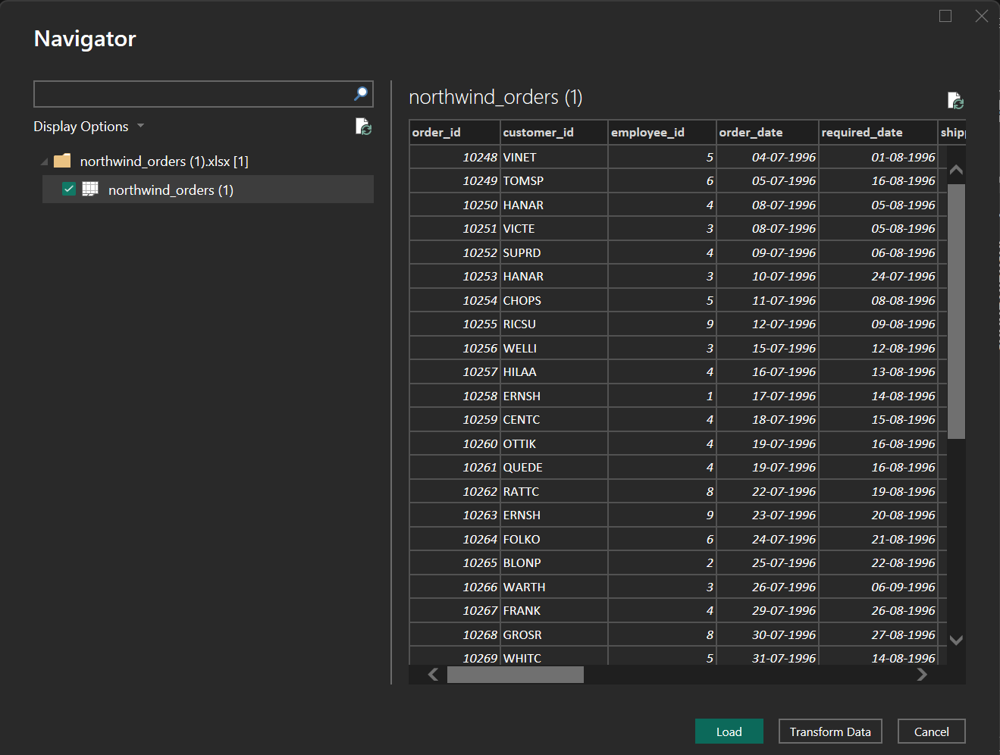 Navigator
Display Options
northwind_orders (1).xlsx [1]
northwind_orders (1)
northwind_orders (1)
order_id customer_id employee_id order_date required_date shipp
10248 VINET 5 04-07-1996 01-08-1996
10249 TOMSP 6 05-07-1996 16-08-1996
10250 HANAR 4 08-07-1996 05-08-1996
10251 VICTE 3 08-07-1996 05-08-1996
10252 SUPRD 4 09-07-1996 06-08-1996
10253 HANAR 3 10-07-1996 24-07-1996
10254 CHOPS 5 11-07-1996 08-08-1996
10255 RICSU 9 12-07-1996 09-08-1996
10256 WELLI 3 15-07-1996 12-08-1996
10257 HILAA 4 16-07-1996 13-08-1996
10258 ERNSH 1 17-07-1996 14-08-1996
10259 CENTC 4 18-07-1996 15-08-1996
10260 OTTIK 4 19-07-1996 16-08-1996
10261 QUEDE 4 19-07-1996 16-08-1996
10262 RATTC 8 22-07-1996 19-08-1996
10263 ERNSH 9 23-07-1996 20-08-1996
10264 FOLKO 6 24-07-1996 21-08-1996
10265 BLONP 2 25-07-1996 22-08-1996
10266 WARTH 3 26-07-1996 06-09-1996
10267 FRANK 4 29-07-1996 26-08-1996
10268 GROSR 8 30-07-1996 27-08-1996
10269 WHITC 5 31-07-1996 14-08-1996
Load Transform Data Cancel